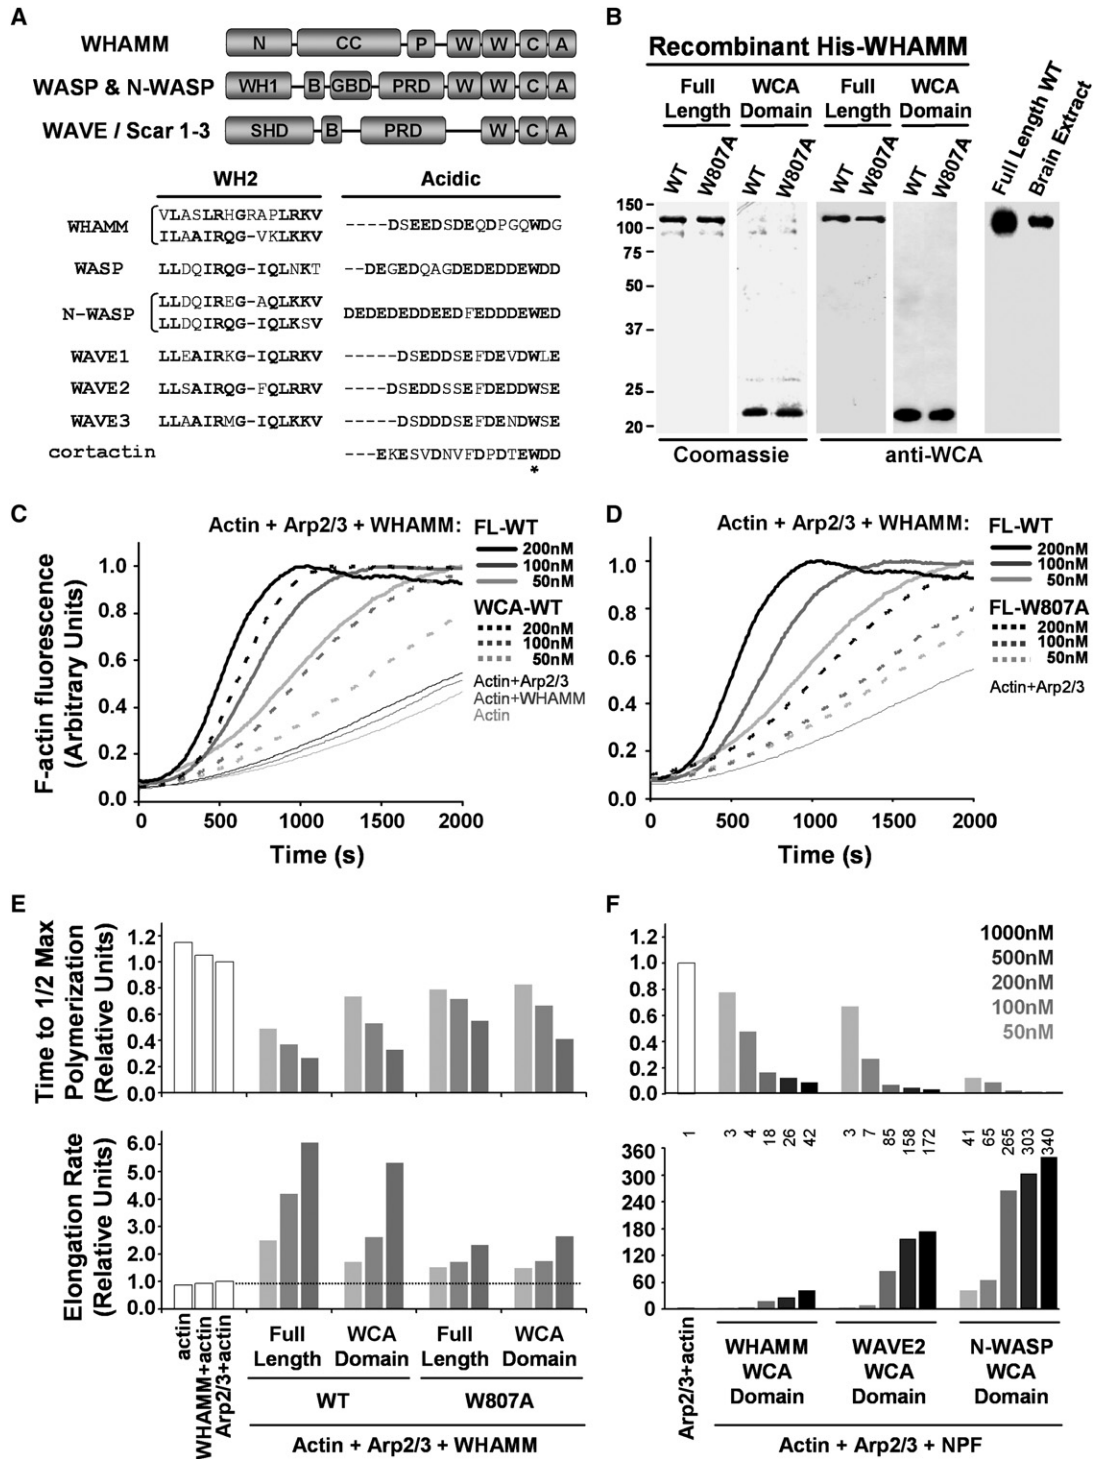 A
WHAMM
N CC P W W C A
WASP & N-WASP
WH1 B GBD PRD W W C A
WAVE / Scar 1-3
SHD B PRD W C A
WH2 Acidic
WHAMM
VLASLRHGRAPLRKV
ILAAIRQG-VKLKKV
----DSEEDSDEQDPGQWDG
WASP LLDQIRQG-IQLNKT --DEGEDQAGDEDEDDEWDD
N-WASP
LLDQIREG-AQLKKV
LLDQIRQG-IQLKSV
DEDEDEDDEEDFEDDDEWED
WAVE1 LLEAIRKG-IQLRKV -----DSEDDSEFDEVDWLE
WAVE2 LLSAIRQG-FQLRRV -----DSEDDSEFDEDDWSE
WAVE3 LLAAIRMG-IQLKKV -----DSDDDSEFDENDWSE
cortactin ---EKESVDNVFDPDTEWDD
*
B
Recombinant His-WHAMM
Full Length WCA Domain Full Length WCA Domain
WT W807A WT W807A WT W807A WT W807A Full Length WT Brain Extract
150
100
75
50
37
25
20
Coomassie anti-WCA
C
Actin + Arp2/3 + WHAMM:
FL-WT
200nM
100nM
50nM
WCA-WT
200nM
100nM
50nM
Actin+Arp2/3
Actin+WHAMM
Actin
F-actin fluorescence
(Arbitrary Units)
1.0
0.8
0.6
0.4
0.2
0.0
0 500 1000 1500 2000
Time (s)
D
Actin + Arp2/3 + WHAMM:
FL-WT
200nM
100nM
50nM
FL-W807A
200nM
100nM
50nM
Actin+Arp2/3
1.0
0.8
0.6
0.4
0.2
0.0
0 500 1000 1500 2000
Time (s)
E
Time to 1/2 Max
Polymerization
(Relative Units)
1.2
1.0
0.8
0.6
0.4
0.2
0.0
Elongation Rate
(Relative Units)
6.0
5.0
4.0
3.0
2.0
1.0
0.0
actin
WHAMM+actin
Arp2/3+actin
Full Length WCA Domain Full Length WCA Domain
WT W807A
Actin + Arp2/3 + WHAMM
F
1000nM
500nM
200nM
100nM
50nM
1.2
1.0
0.8
0.6
0.4
0.2
0.0
1 3 4 18 26 42 3 7 85 158 172 41 65 265 303 340
360
300
240
180
120
60
0
Arp2/3+actin
WHAMM WCA Domain
WAVE2 WCA Domain
N-WASP WCA Domain
Actin + Arp2/3 + NPF